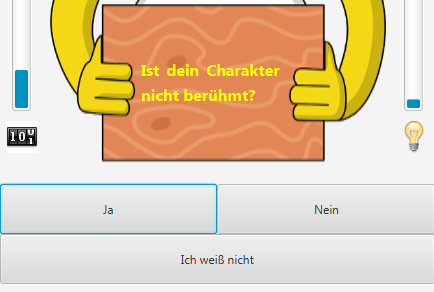 Ist dein Charakter
nicht berühmt?
Ja
Nein
Ich weiß nicht